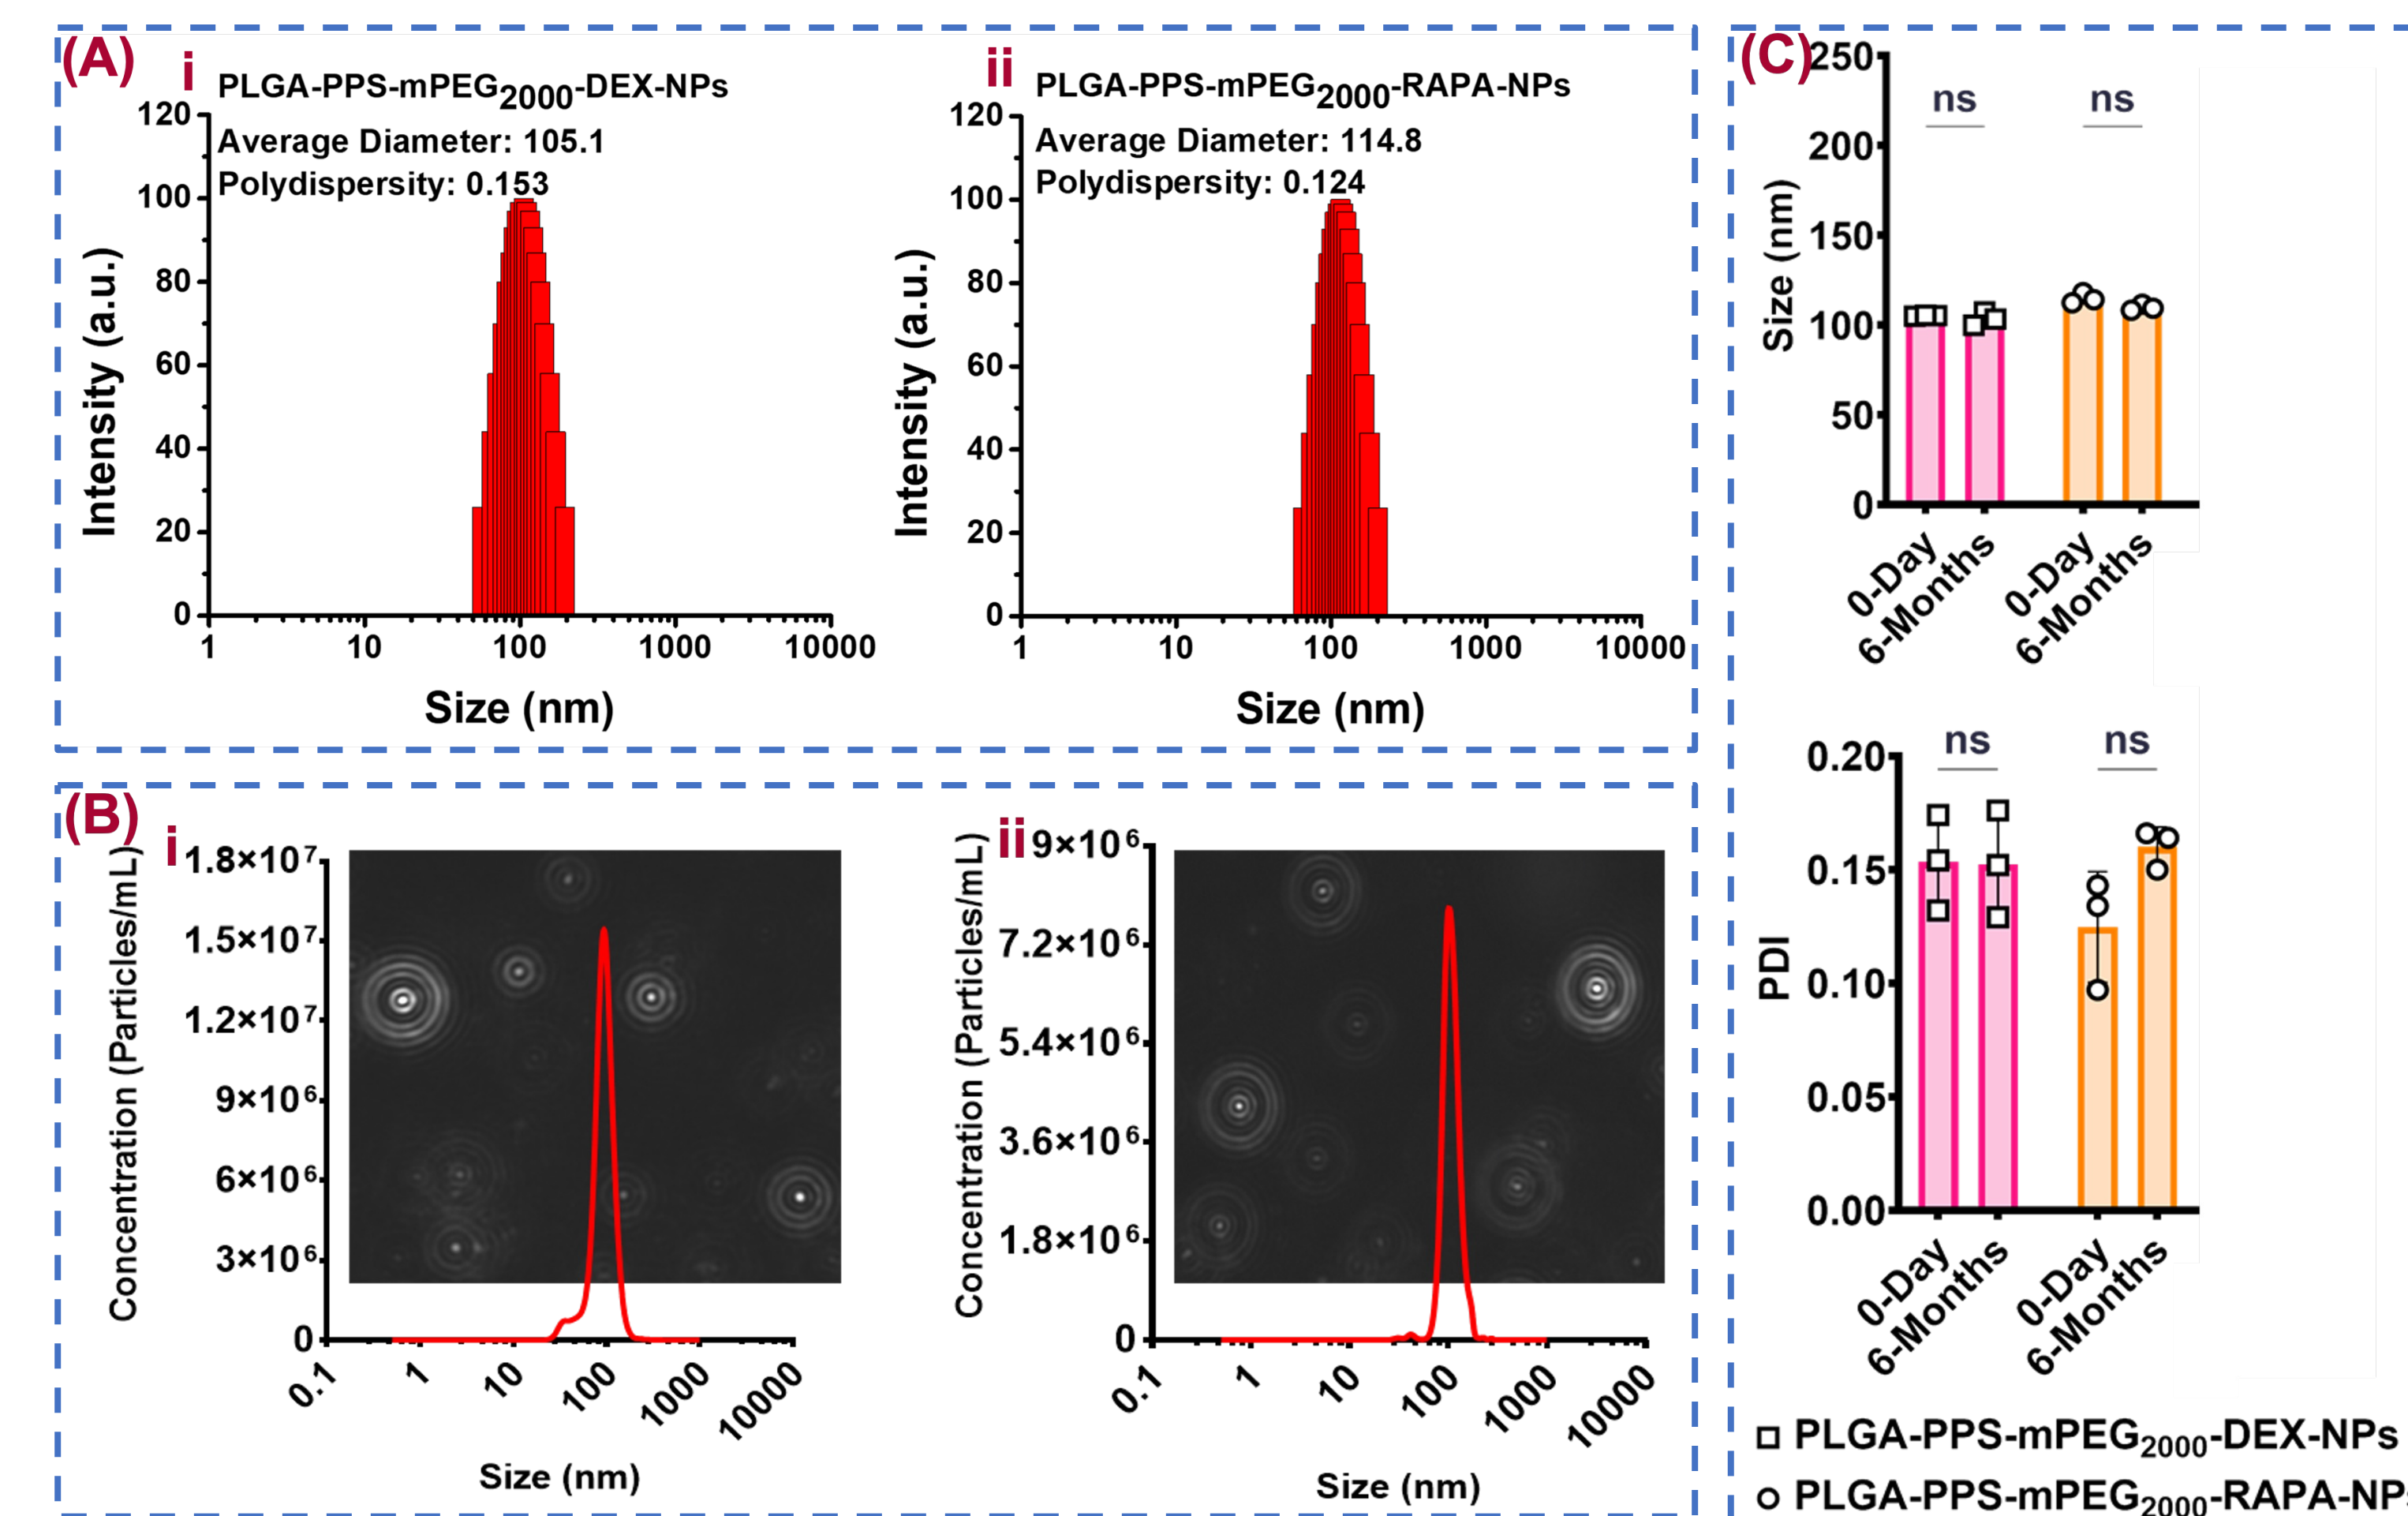 (A)
i
PLGA-PPS-mPEG2000-DEX-NPs
Average Diameter: 105.1
Polydispersity: 0.153
Intensity (a.u.)
120
100
80
60
40
20
0
1 10 100 1000 10000
Size (nm)
ii
PLGA-PPS-mPEG2000-RAPA-NPs
Average Diameter: 114.8
Polydispersity: 0.124
Intensity (a.u.)
120
100
80
60
40
20
0
1 10 100 1000 10000
Size (nm)
(B)
i
Concentration (Particles/mL)
1.8×10⁷
1.5×10⁷
1.2×10⁷
9×10⁶
6×10⁶
3×10⁶
0
0.1 1 10 100 1000 10000
Size (nm)
ii
Concentration (Particles/mL)
9×10⁶
7.2×10⁶
5.4×10⁶
3.6×10⁶
1.8×10⁶
0
0.1 1 10 100 1000 10000
Size (nm)
(C)
Size (nm)
250
200
150
100
50
0
ns ns
0-Day 6-Months 0-Day 6-Months
PDI
0.20
0.15
0.10
0.05
0.00
ns ns
0-Day 6-Months 0-Day 6-Months
PLGA-PPS-mPEG2000-DEX-NPs
PLGA-PPS-mPEG2000-RAPA-NP